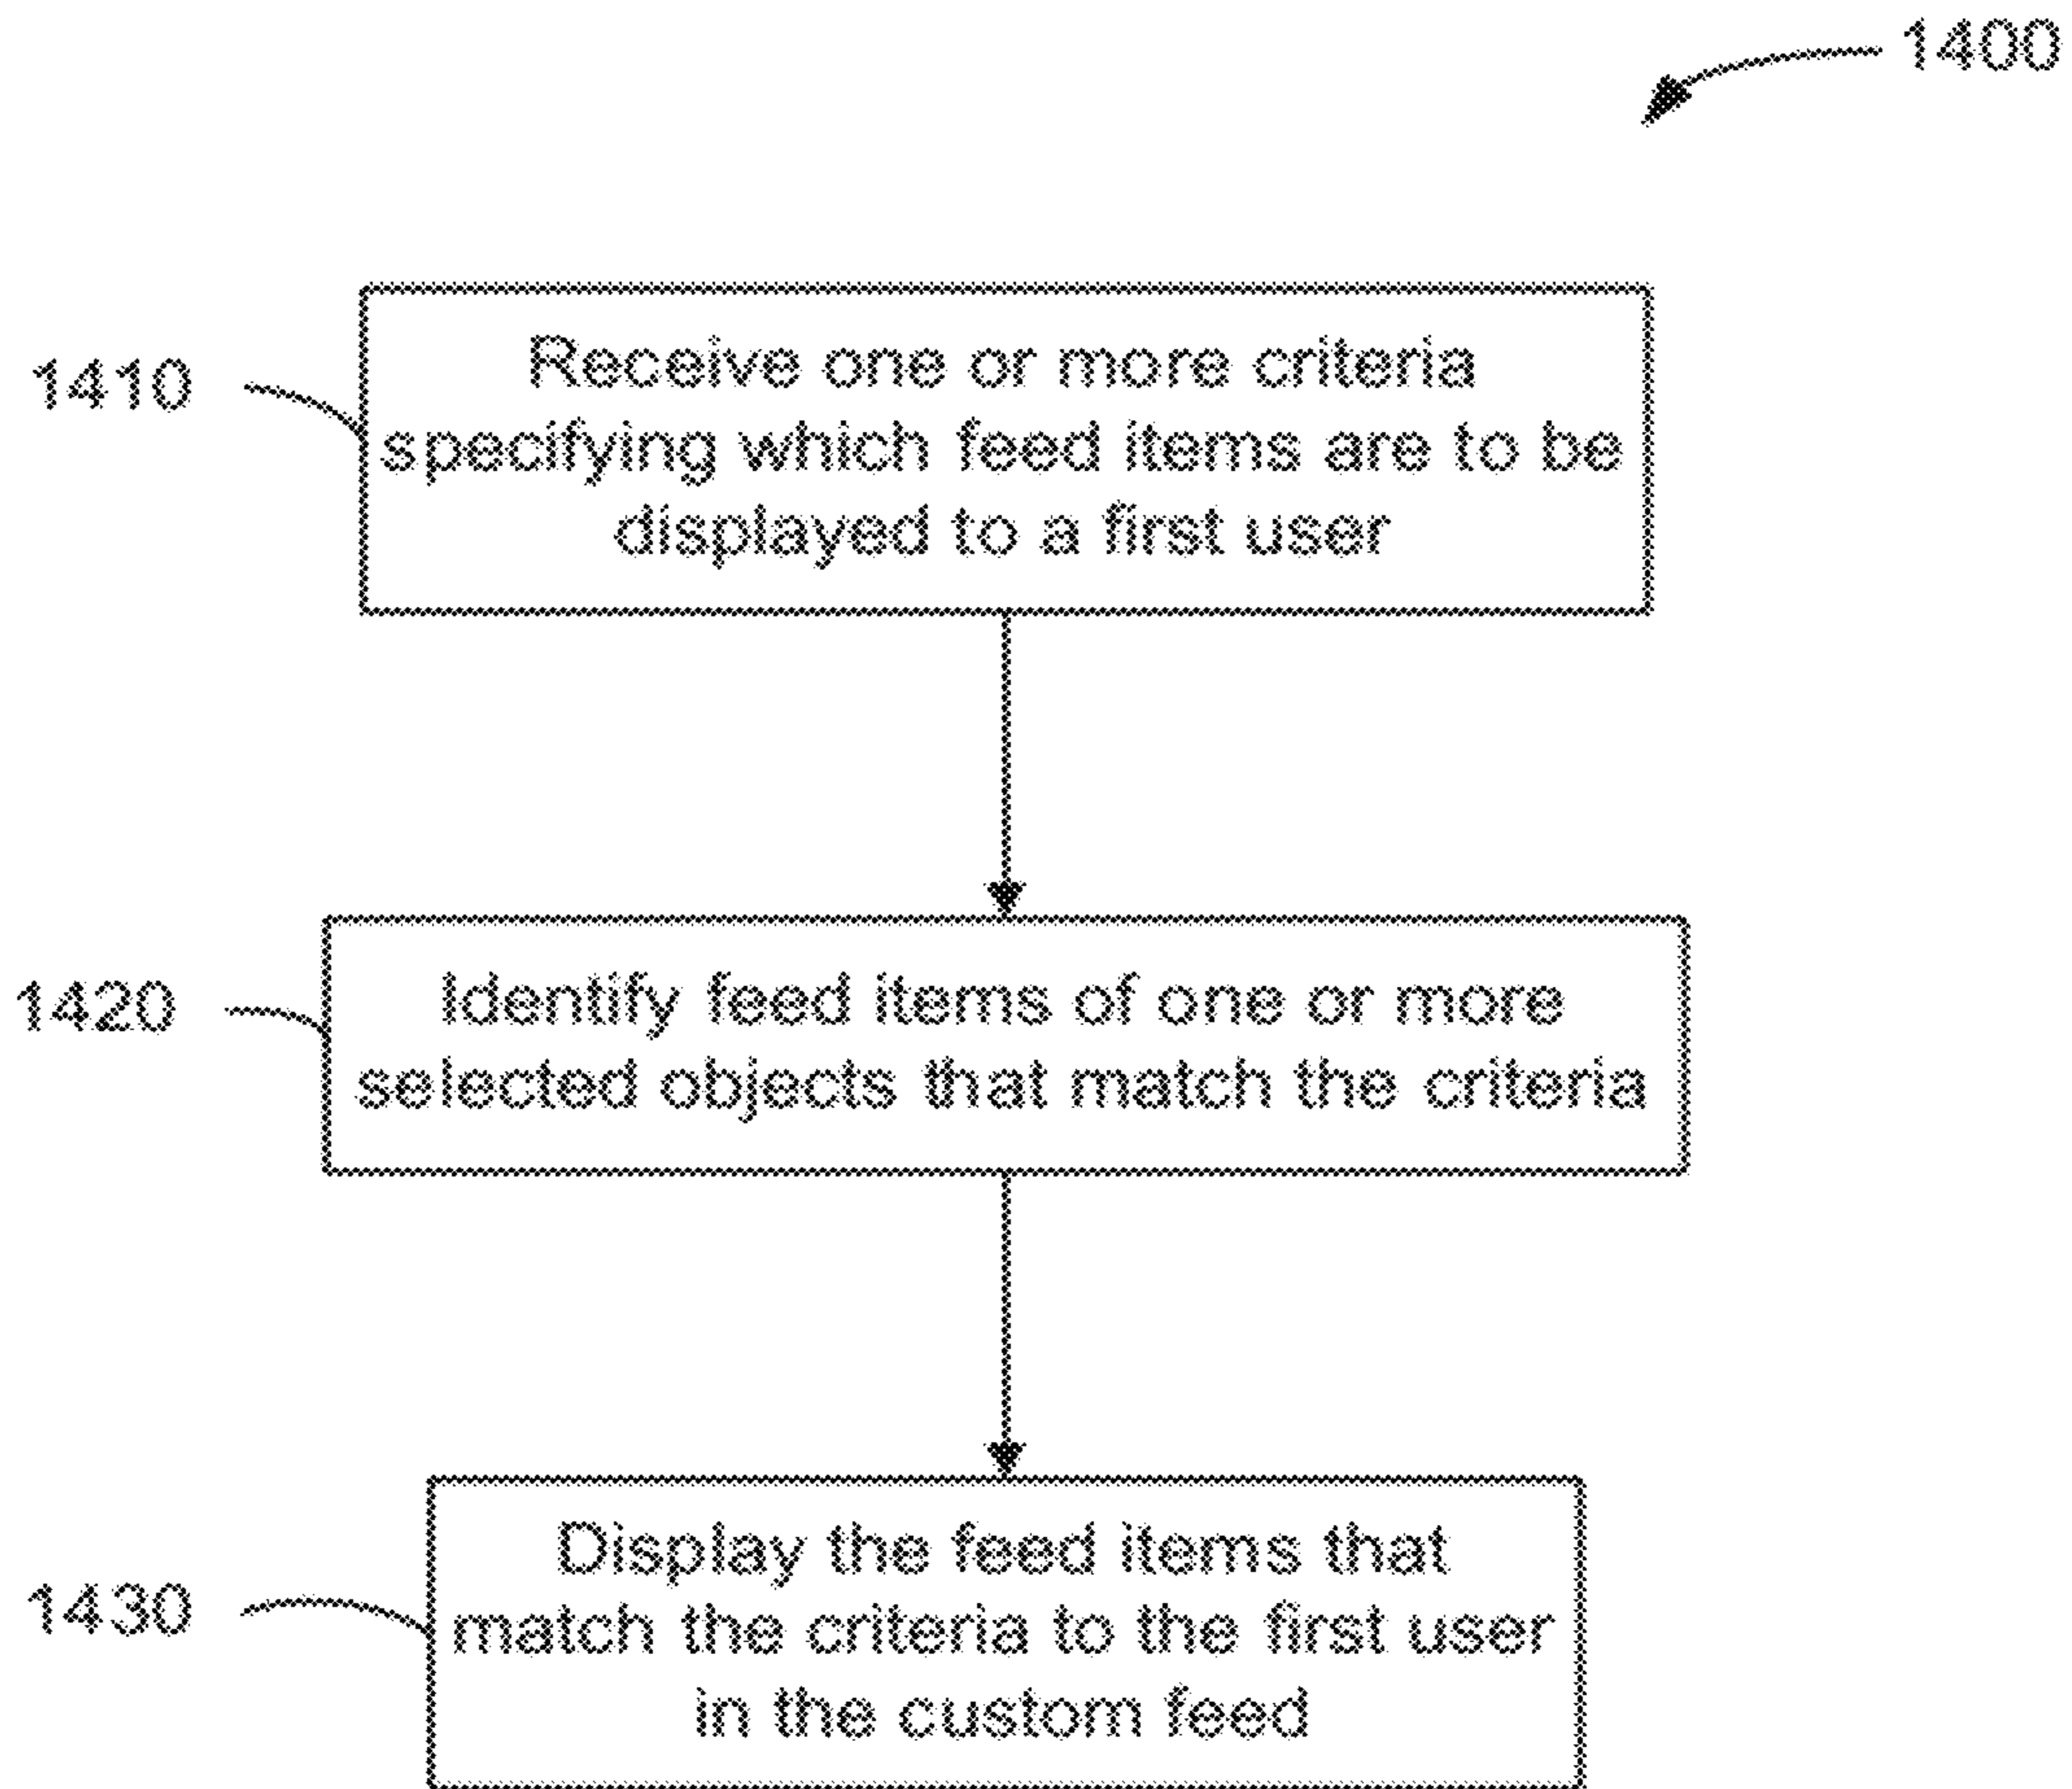 1400
1410
Receive one or more criteria
specifying which feed items are to be
displayed to a first user
1420
Identify feed items of one or more
selected objects that match the criteria
1430
Display the feed items that
match the criteria to the first user
in the custom feed